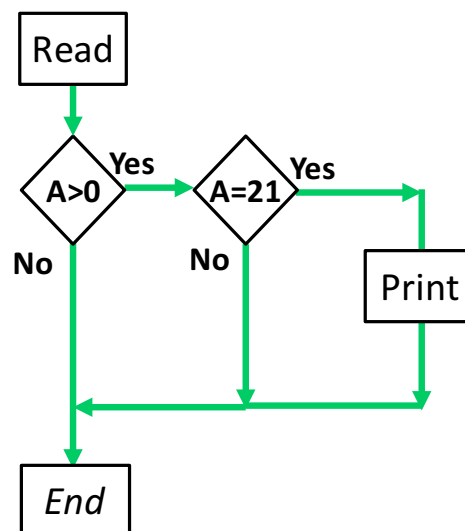 Read
Yes
Yes
A>0
A=21
No
No
Print
End